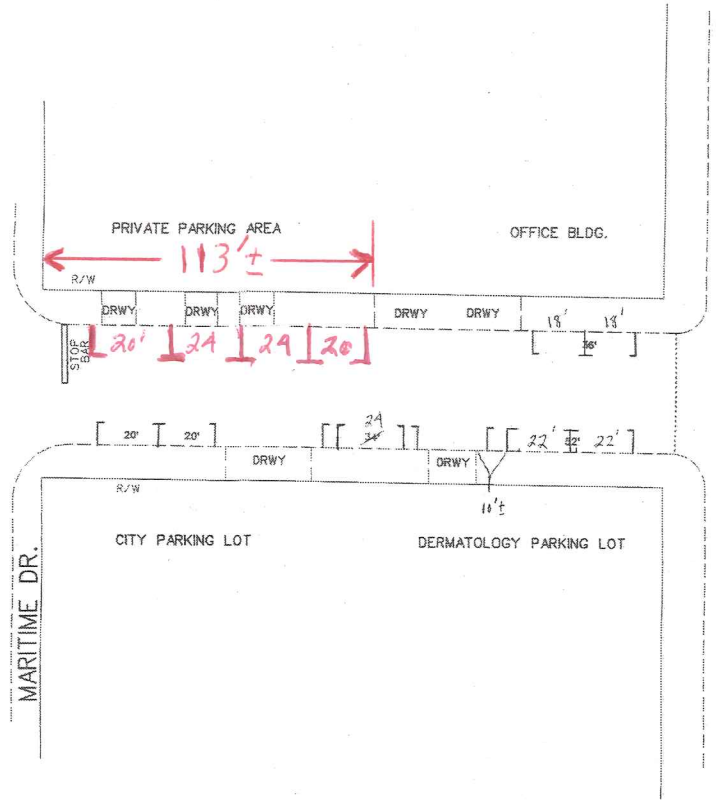 PRIVATE PARKING AREA
OFFICE BLDG.
113'±
R/W
DRWY DRWY DRWY DRWY DRWY
18' 18'
STOP BAR
20' 24 24 20
36'
24
20' 20'
22' 52' 22'
DRWY DRWY
R/W
10'±
CITY PARKING LOT
DERMATOLOGY PARKING LOT
MARITIME DR.